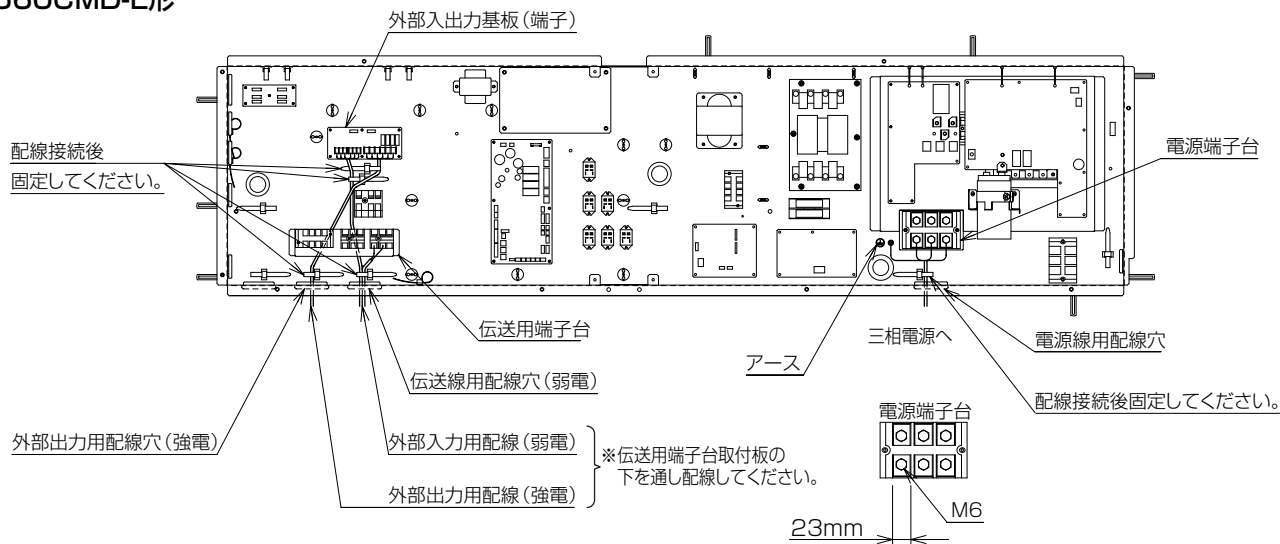 外部入出力基板(端子)
配線接続後
固定してください。
電源端子台
伝送用端子台
三相電源へ
電源線用配線穴
アース
伝送線用配線穴(弱電)
配線接続後固定してください。
電源端子台
外部出力用配線穴(強電)
外部入力用配線(弱電)
※伝送用端子台取付板の
下を通し配線してください。
外部出力用配線(強電)
M6
23mm